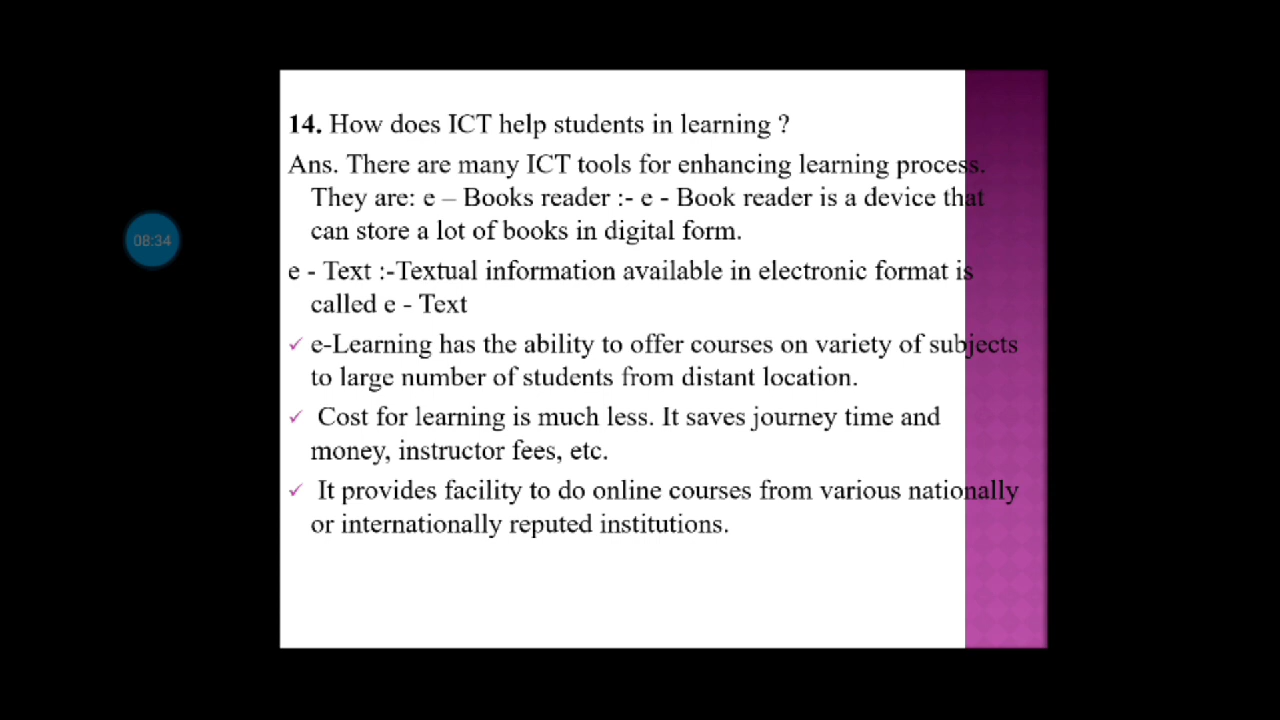 14. How does ICT help students in learning ?
Ans. There are many ICT tools for enhancing learning process.
They are: e – Books reader :- e - Book reader is a device that
can store a lot of books in digital form.
08:34
e - Text :-Textual information available in electronic format is
called e - Text
✓ e-Learning has the ability to offer courses on variety of subjects
to large number of students from distant location.
✓ Cost for learning is much less. It saves journey time and
money, instructor fees, etc.
✓ It provides facility to do online courses from various nationally
or internationally reputed institutions.